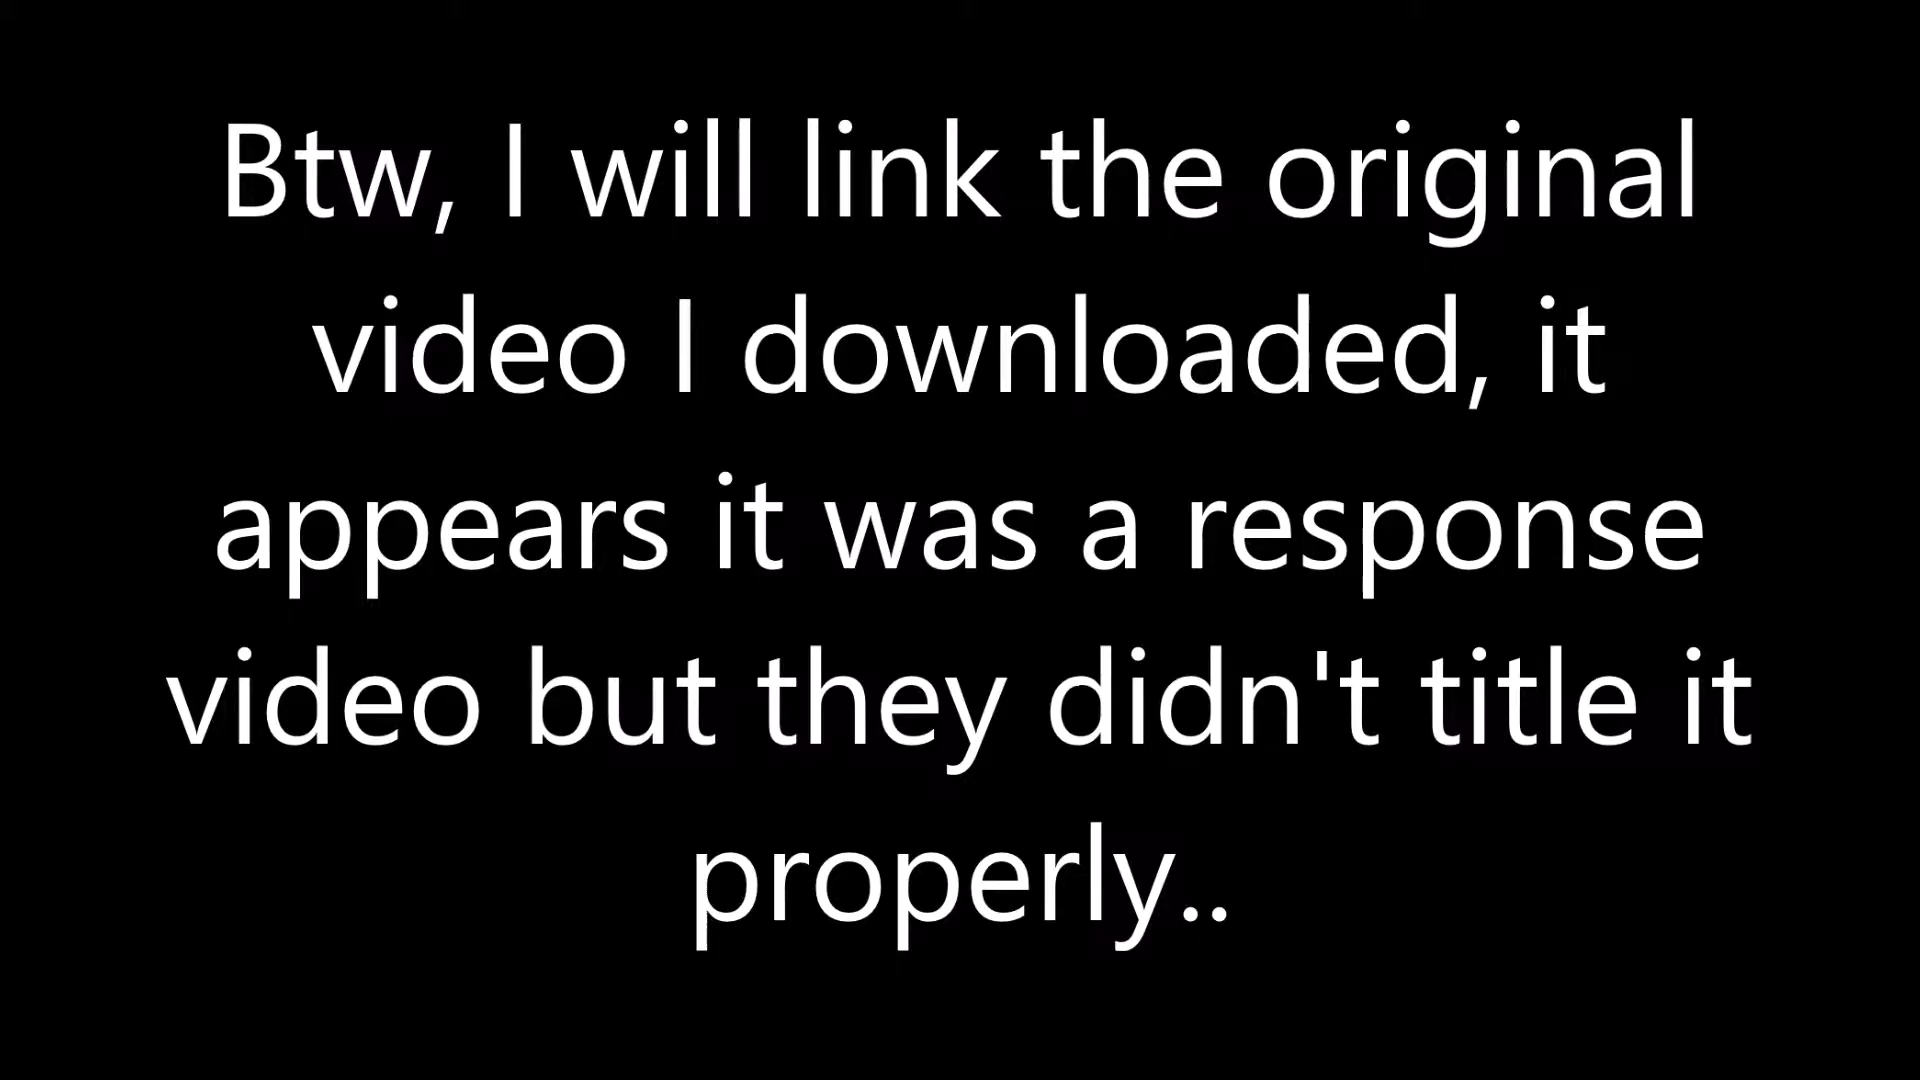 Btw, I will link the original
video I downloaded, it
appears it was a response
video but they didn't title it
properly..